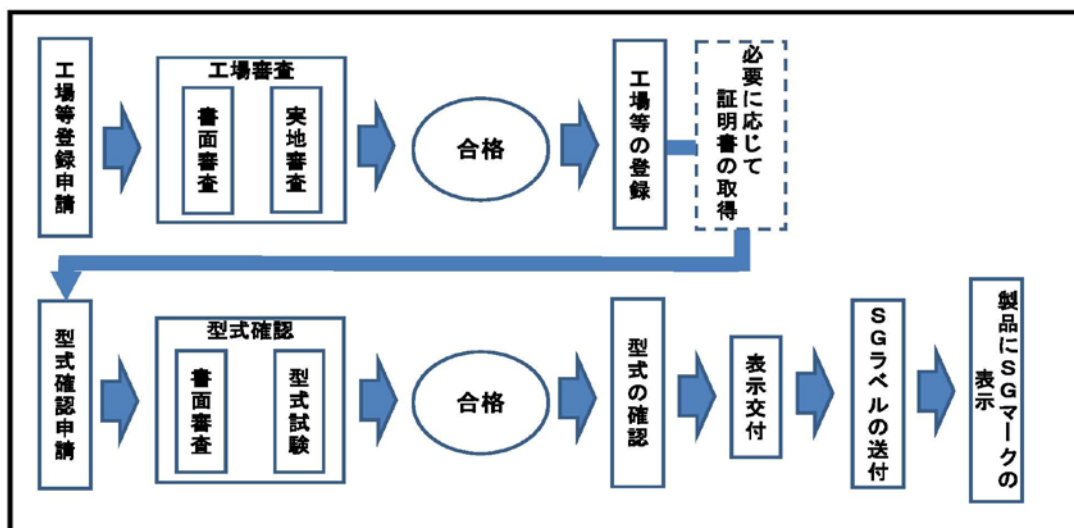 工場等登録申請
工場審査
書面審査
実地審査
合格
工場等の登録
必要に応じて
証明書の取得
型式確認申請
型式確認
書面審査
型式試験
合格
型式の確認
表示交付
SGラベルの送付
製品にSGマークの
表示